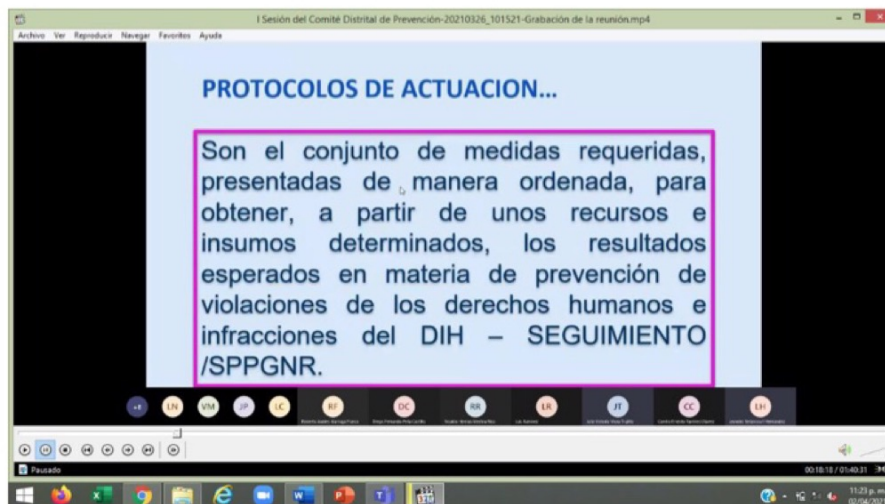 I Sesión del Comité Distrital de Prevención-20210326_101521-Grabación de la reunión.mp4
Archivo Ver Reproducir Navegar Favoritos Ayuda
PROTOCOLOS DE ACTUACION...
Son el conjunto de medidas requeridas,
presentadas de manera ordenada, para
obtener, a partir de unos recursos e
insumos determinados, los resultados
esperados en materia de prevención de
violaciones de los derechos humanos e
infracciones del DIH – SEGUIMIENTO
/SPPGNR.
LN VM JP LC RF DC RR LR JT CC LH
Pausado
00:18:18 / 01:40:31
11:23 p. m.